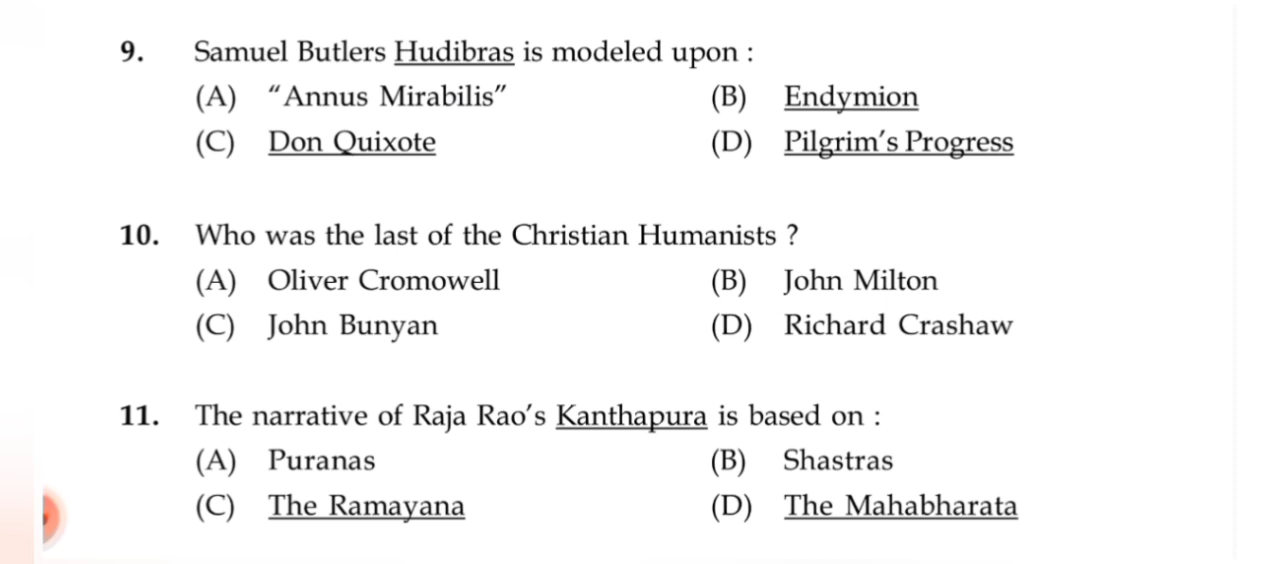 9. Samuel Butlers Hudibras is modeled upon :
(A) “Annus Mirabilis” (B) Endymion
(C) Don Quixote (D) Pilgrim’s Progress
10. Who was the last of the Christian Humanists ?
(A) Oliver Cromowell (B) John Milton
(C) John Bunyan (D) Richard Crashaw
11. The narrative of Raja Rao’s Kanthapura is based on :
(A) Puranas (B) Shastras
(C) The Ramayana (D) The Mahabharata